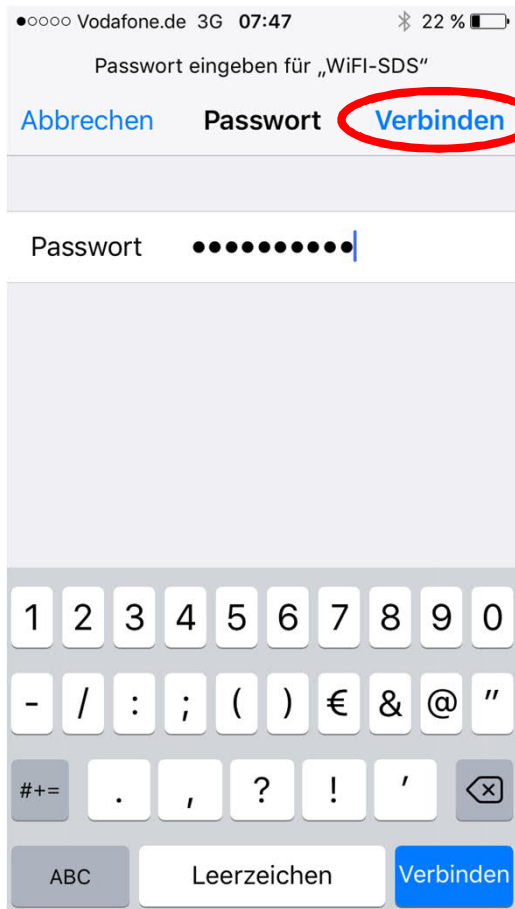 ●○○○○ Vodafone.de 3G 07:47 22 %
Passwort eingeben für „WiFI-SDS“
Abbrechen Passwort Verbinden
Passwort ●●●●●●●●●●
1 2 3 4 5 6 7 8 9 0
- / : ; ( ) € & @ "
#+= . , ? ! '
ABC Leerzeichen Verbinden